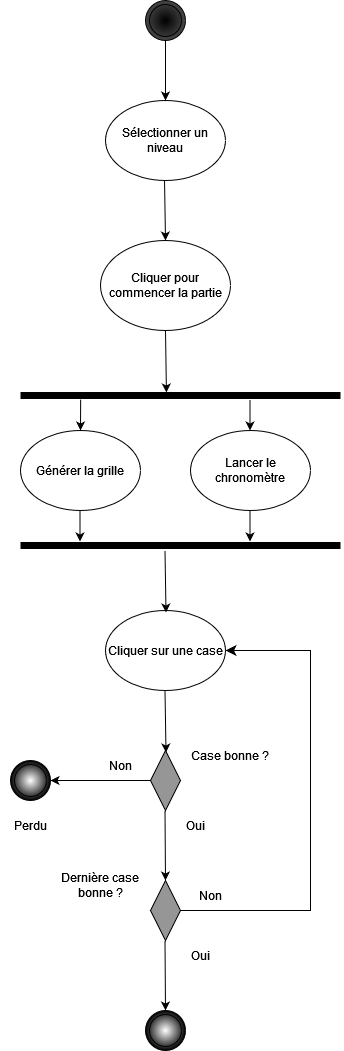 Sélectionner un
niveau
Cliquer pour
commencer la partie
Générer la grille
Lancer le
chronomètre
Cliquer sur une case
Case bonne ?
Non
Perdu
Oui
Dernière case
bonne ?
Non
Oui